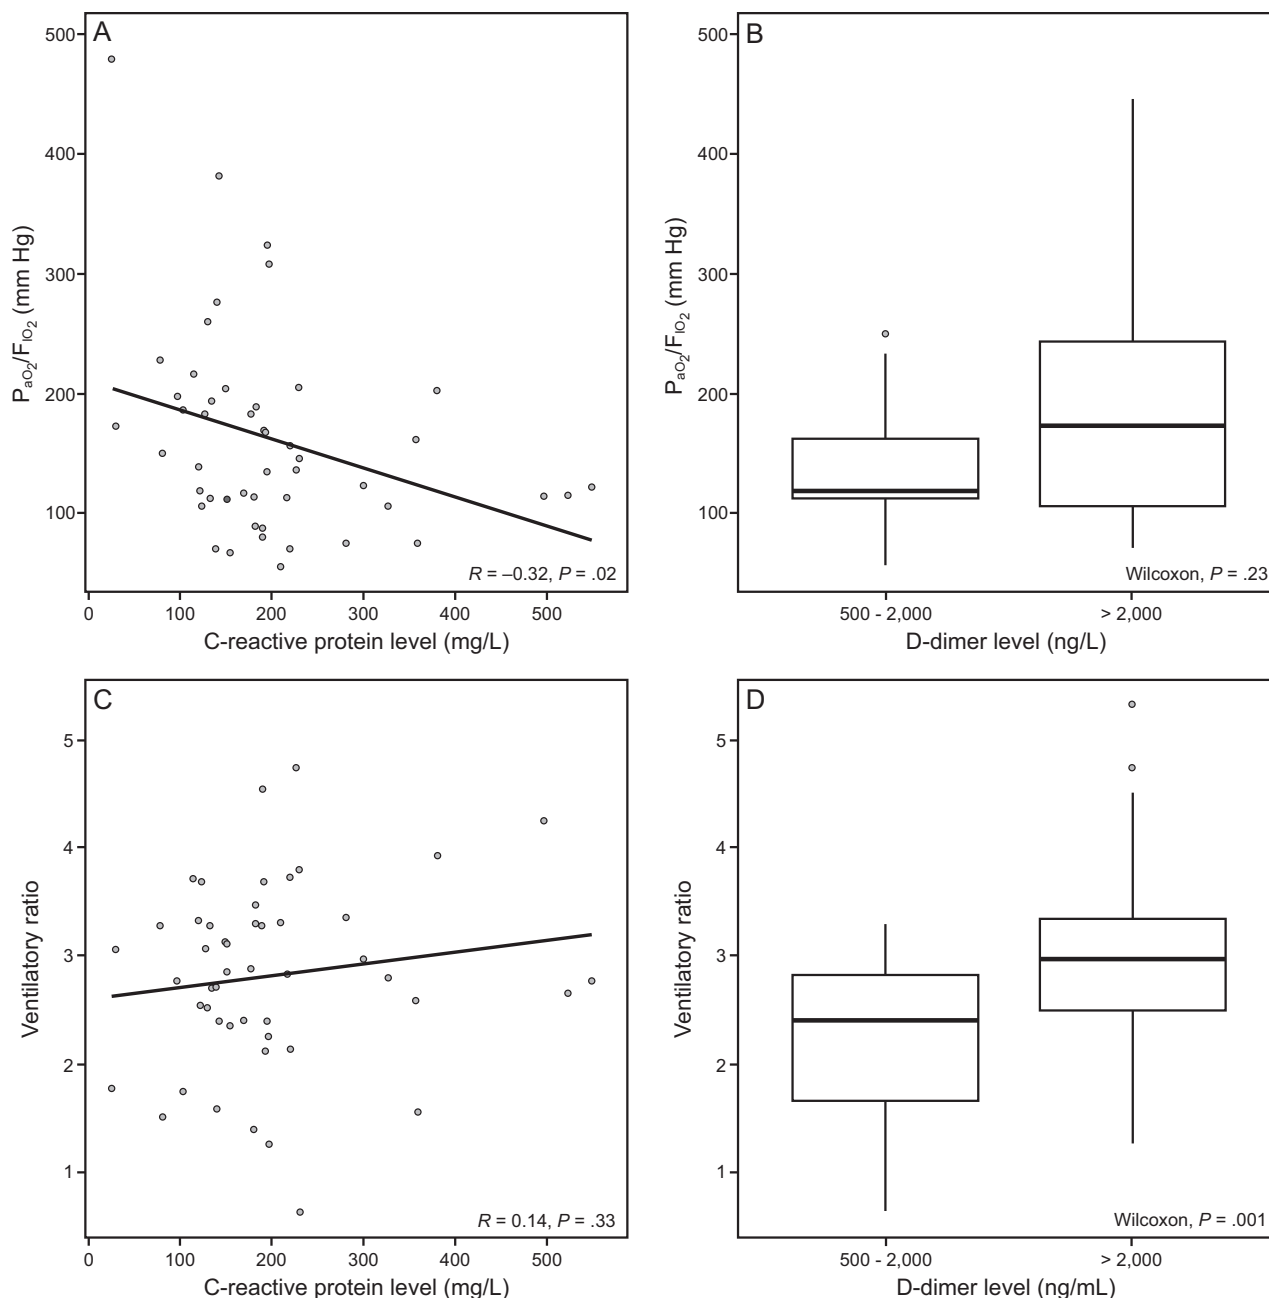 A
500
400
300
200
100
PaO2/FIO2 (mm Hg)
R = –0.32, P = .02
0 100 200 300 400 500
C-reactive protein level (mg/L)
B
500
400
300
200
100
PaO2/FIO2 (mm Hg)
Wilcoxon, P = .23
500 - 2,000 > 2,000
D-dimer level (ng/L)
C
5
4
3
2
1
Ventilatory ratio
R = 0.14, P = .33
0 100 200 300 400 500
C-reactive protein level (mg/L)
D
5
4
3
2
1
Ventilatory ratio
Wilcoxon, P = .001
500 - 2,000 > 2,000
D-dimer level (ng/mL)